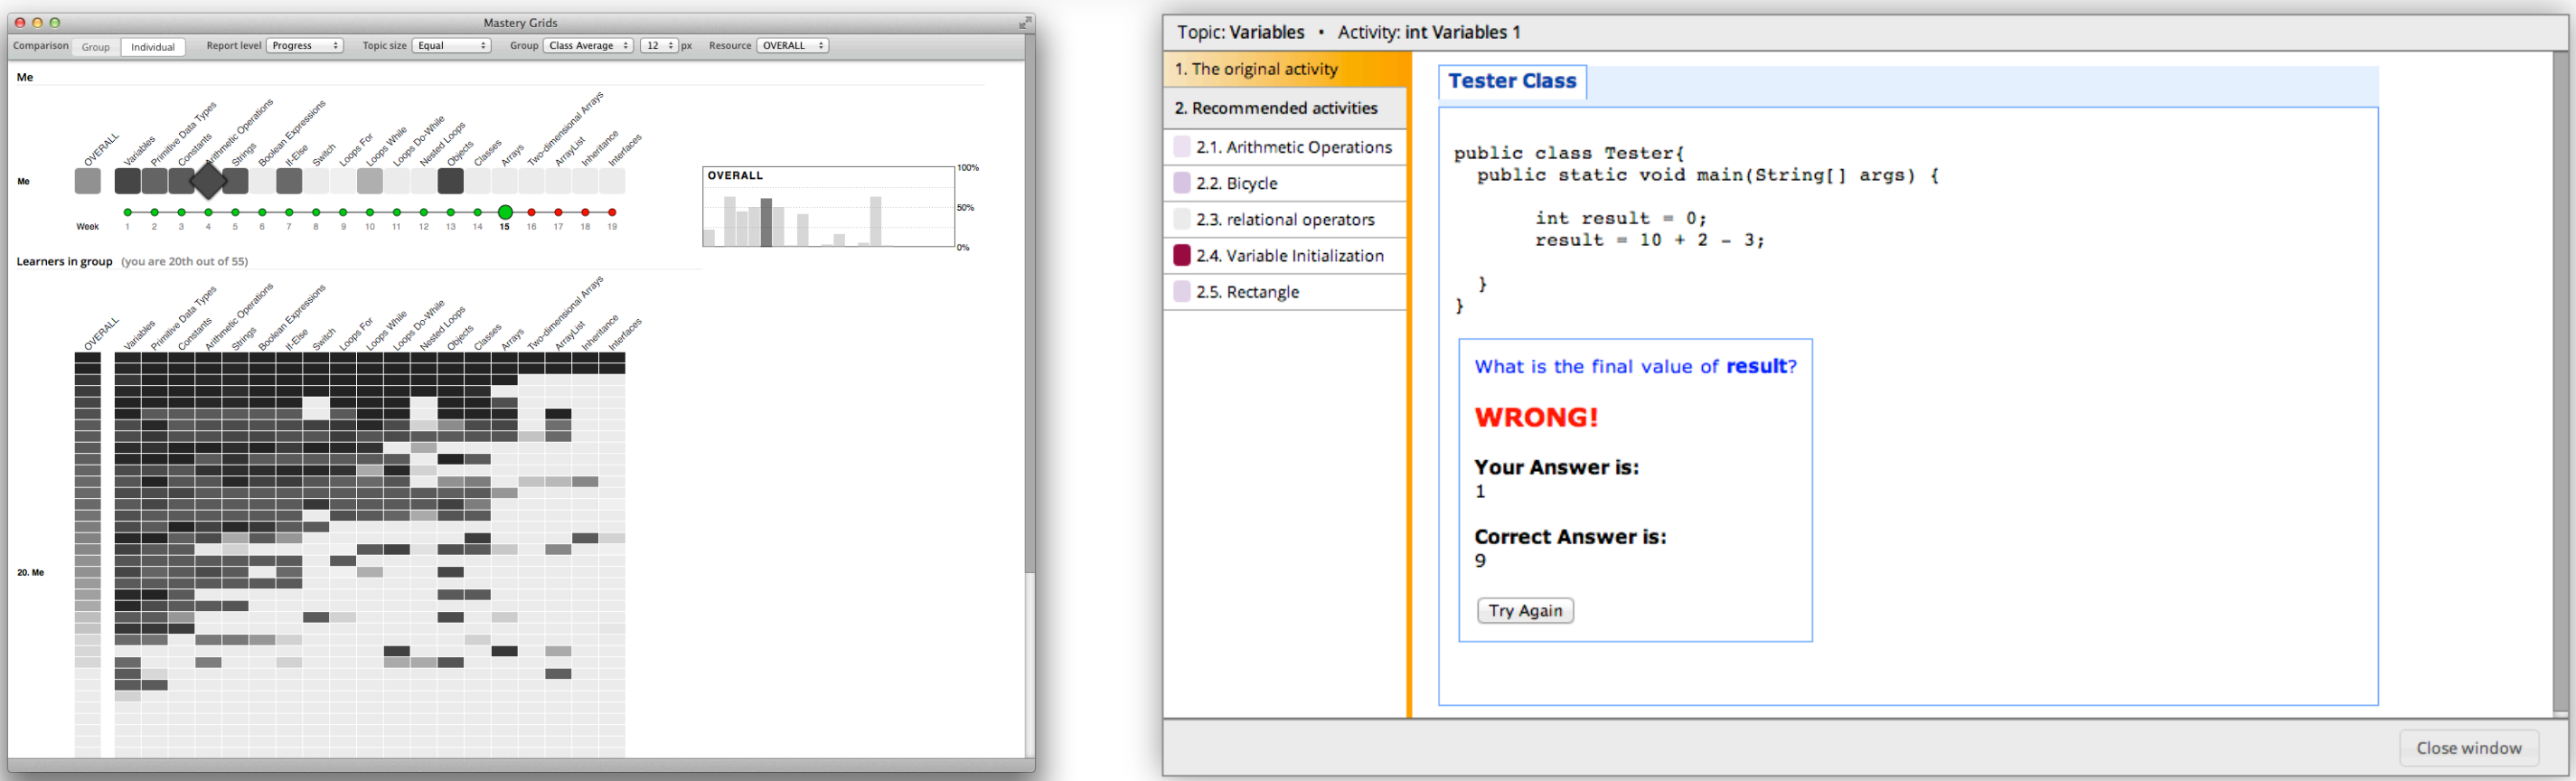 Mastery Grids
Comparison Group Individual Report level Progress Topic size Equal Group Class Average 12 px Resource OVERALL
Me
OVERALL Variables Primitive Data Types Constants Arithmetic Operations Strings Boolean Expressions If-Else Switch Loops For Loops While Loops Do-While Nested Loops Objects Classes Arrays Two-dimensional Arrays ArrayList Inheritance Interfaces
Me
Week 1 2 3 4 5 6 7 8 9 10 11 12 13 14 15 16 17 18 19
OVERALL
100%
50%
0%
Learners in group (you are 20th out of 55)
OVERALL Variables Primitive Data Types Constants Arithmetic Operations Strings Boolean Expressions If-Else Switch Loops For Loops While Loops Do-While Nested Loops Objects Classes Arrays Two-dimensional Arrays ArrayList Inheritance Interfaces
20. Me
Topic: Variables • Activity: int Variables 1
1. The original activity
2. Recommended activities
2.1. Arithmetic Operations
2.2. Bicycle
2.3. relational operators
2.4. Variable Initialization
2.5. Rectangle
Tester Class
public class Tester{
public static void main(String[] args) {
int result = 0;
result = 10 + 2 - 3;
}
}
What is the final value of result?
WRONG!
Your Answer is:
1
Correct Answer is:
9
Try Again
Close window